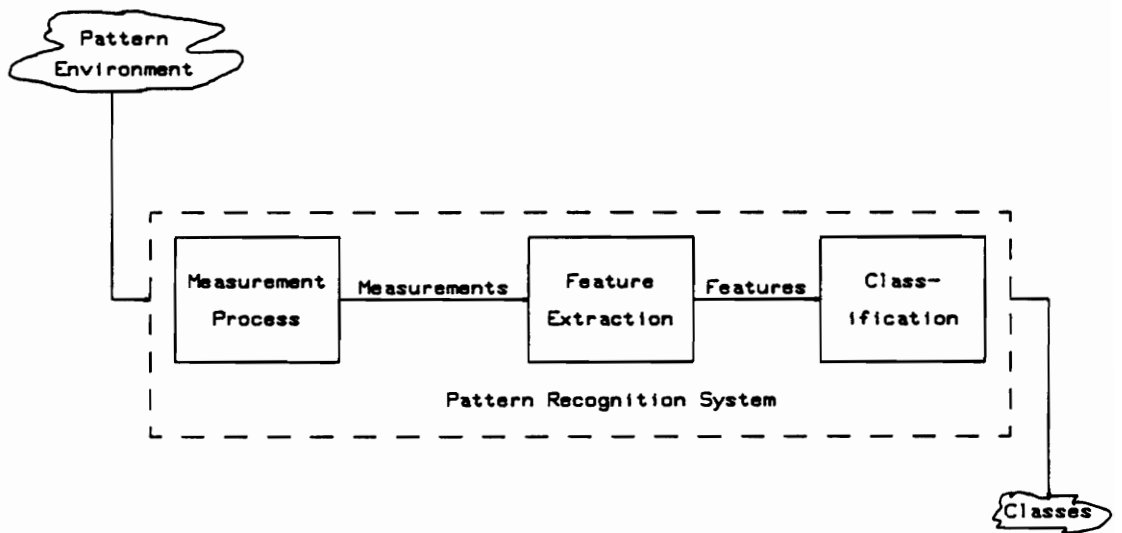 Pattern
Environment
Measurement
Process
Measurements
Feature
Extraction
Features
Class-
ification
Pattern Recognition System
Classes